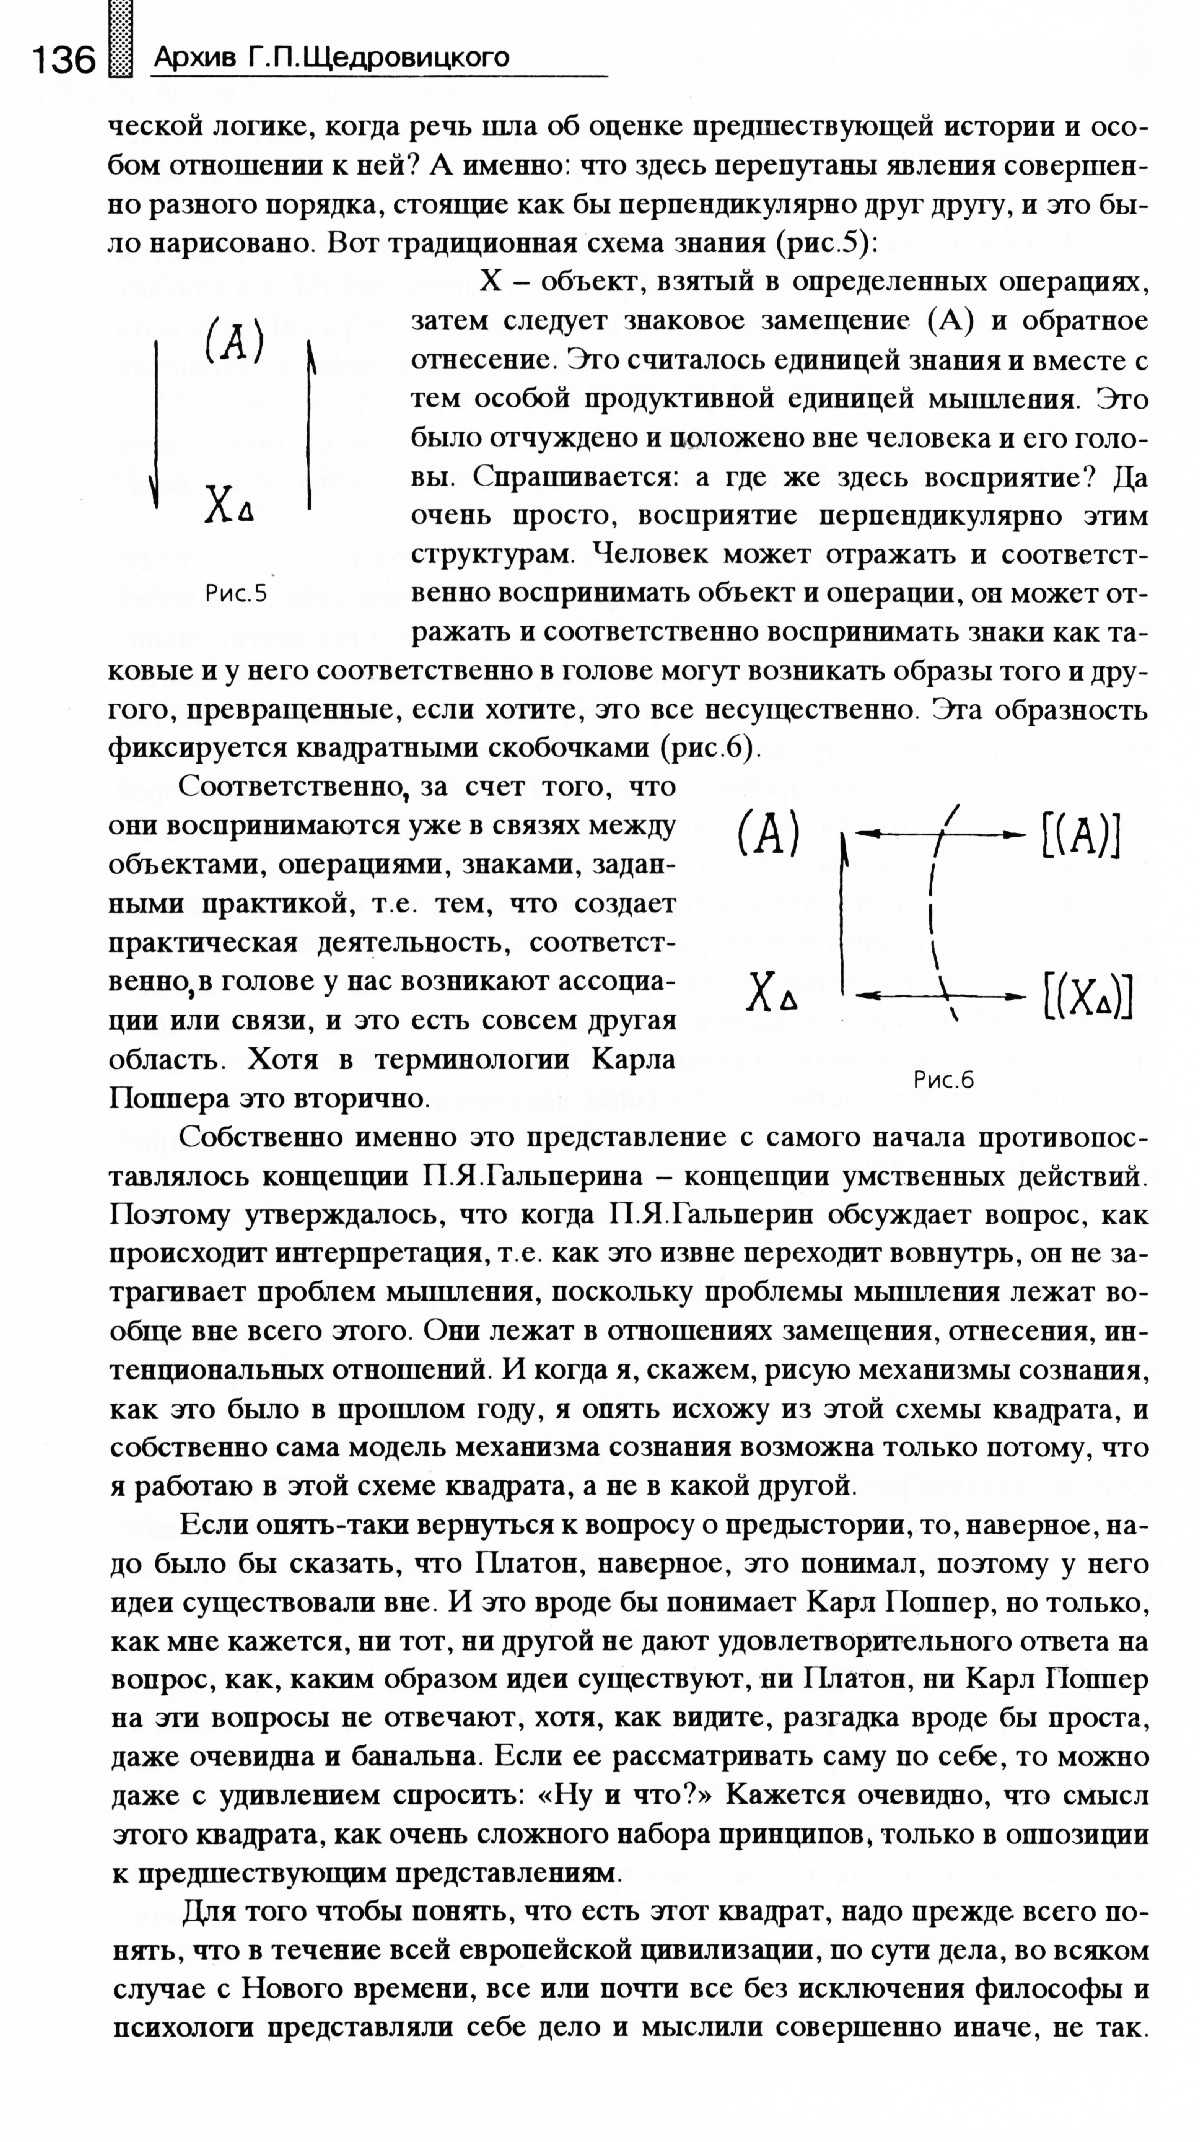 136
Архив Г.П.Щедровицкого
ческой логике, когда речь шла об оценке предшествующей истории и осо-
бом отношении к ней? А именно: что здесь перепутаны явления совершен-
но разного порядка, стоящие как бы перпендикулярно друг другу, и это бы-
ло нарисовано. Вот традиционная схема знания (рис.5):
X – объект, взятый в определенных операциях,
затем следует знаковое замещение (А) и обратное
отнесение. Это считалось единицей знания и вместе с
тем особой продуктивной единицей мышления. Это
было отчуждено и положено вне человека и его голо-
вы. Спрашивается: а где же здесь восприятие? Да
очень просто, восприятие перпендикулярно этим
структурам. Человек может отражать и соответст-
венно воспринимать объект и операции, он может от-
ражать и соответственно воспринимать знаки как та-
(А)
XΔ
Рис.5
ковые и у него соответственно в голове могут возникать образы того и дру-
гого, превращенные, если хотите, это все несущественно. Эта образность
фиксируется квадратными скобочками (рис.6).
Соответственно, за счет того, что
они воспринимаются уже в связях между
объектами, операциями, знаками, задан-
ными практикой, т.е. тем, что создает
практическая деятельность, соответст-
венно, в голове у нас возникают ассоциа-
ции или связи, и это есть совсем другая
область. Хотя в терминологии Карла
Поппера это вторично.
(А) [(А)]
XΔ [(XΔ)]
Рис.6
Собственно именно это представление с самого начала противопос-
тавлялось концепции П.Я.Гальперина – концепции умственных действий.
Поэтому утверждалось, что когда П.Я.Гальперин обсуждает вопрос, как
происходит интерпретация, т.е. как это извне переходит вовнутрь, он не за-
трагивает проблем мышления, поскольку проблемы мышления лежат во-
обще вне всего этого. Они лежат в отношениях замещения, отнесения, ин-
тенциональных отношений. И когда я, скажем, рисую механизмы сознания,
как это было в прошлом году, я опять исхожу из этой схемы квадрата, и
собственно сама модель механизма сознания возможна только потому, что
я работаю в этой схеме квадрата, а не в какой другой.
Если опять-таки вернуться к вопросу о предыстории, то, наверное, на-
до было бы сказать, что Платон, наверное, это понимал, поэтому у него
идеи существовали вне. И это вроде бы понимает Карл Поппер, но только,
как мне кажется, ни тот, ни другой не дают удовлетворительного ответа на
вопрос, как, каким образом идеи существуют, ни Платон, ни Карл Поппер
на эти вопросы не отвечают, хотя, как видите, разгадка вроде бы проста,
даже очевидна и банальна. Если ее рассматривать саму по себе, то можно
даже с удивлением спросить: «Ну и что?» Кажется очевидно, что смысл
этого квадрата, как очень сложного набора принципов, только в оппозиции
к предшествующим представлениям.
Для того чтобы понять, что есть этот квадрат, надо прежде всего по-
нять, что в течение всей европейской цивилизации, по сути дела, во всяком
случае с Нового времени, все или почти все без исключения философы и
психологи представляли себе дело и мыслили совершенно иначе, не так.